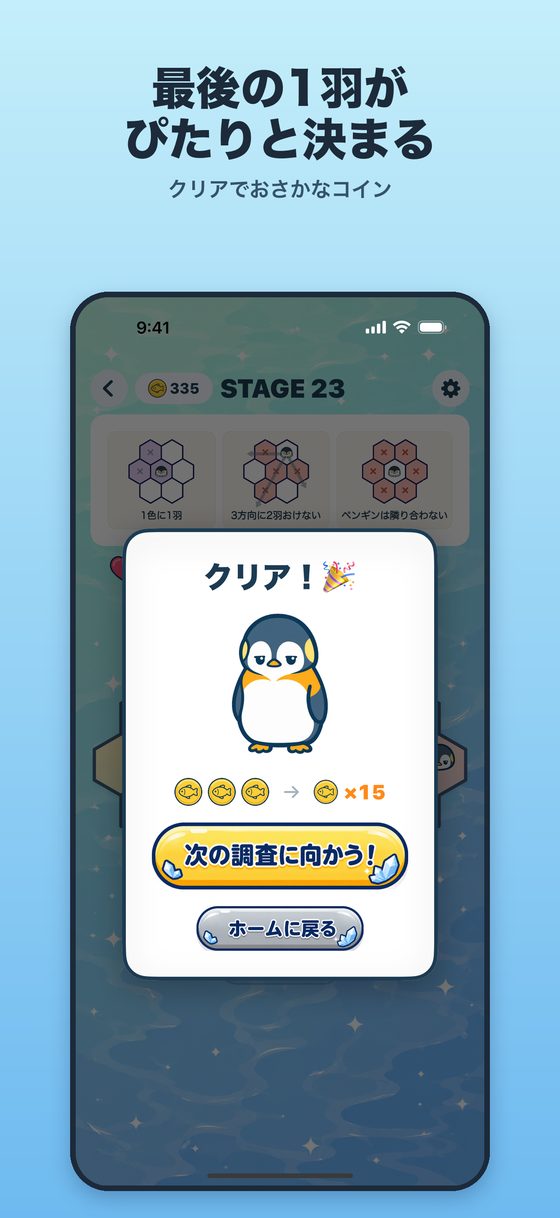 最後の1羽が
ぴたりと決まる
クリアでおさかなコイン
9:41
335 STAGE 23
1色に1羽 3方向に2羽おけない ペンギンは隣り合わない
クリア！🎉
→ ×15
次の調査に向かう!
ホームに戻る